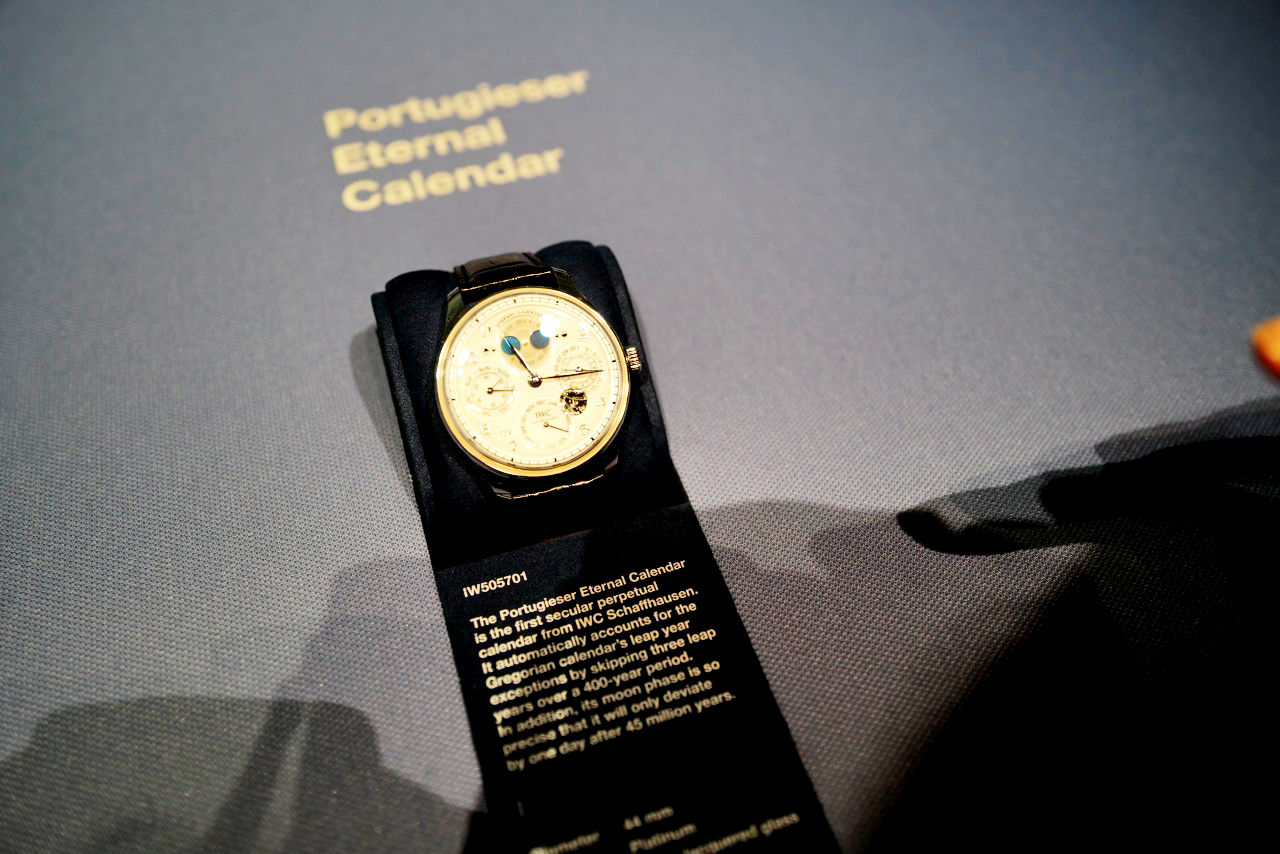 Portugieser
Eternal
Calendar
IWC
IW505701
The Portugieser Eternal Calendar
is the first secular perpetual
calendar from IWC Schaffhausen.
It automatically accounts for the
Gregorian calendar's leap year
exceptions by skipping three leap
years over a 400-year period.
In addition, its moon phase is so
precise that it will only deviate
by one day after 45 million years.
44 mm
Platinum
lacquered glass